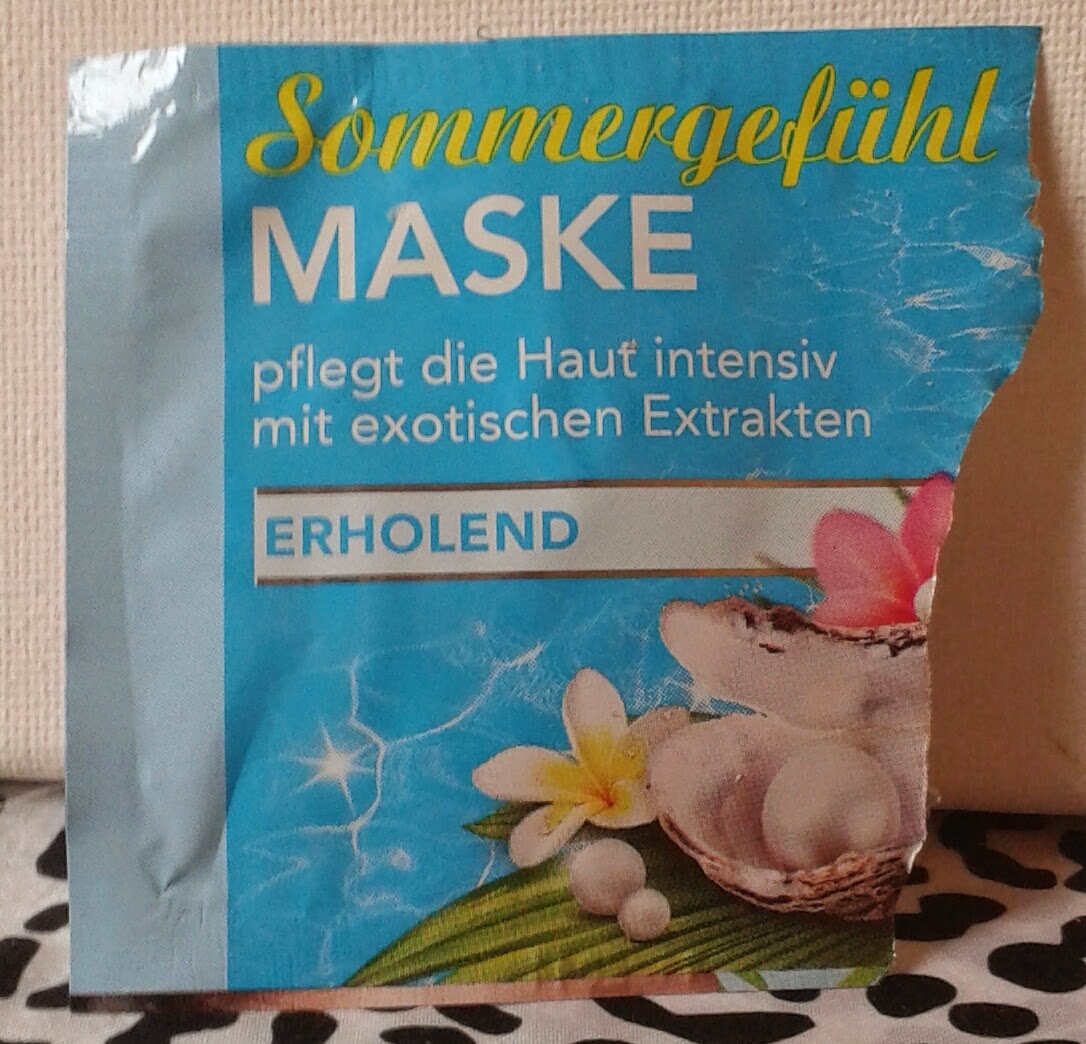 Sommergefühl
MASKE
pflegt die Haut intensiv
mit exotischen Extrakten
ERHOLEND